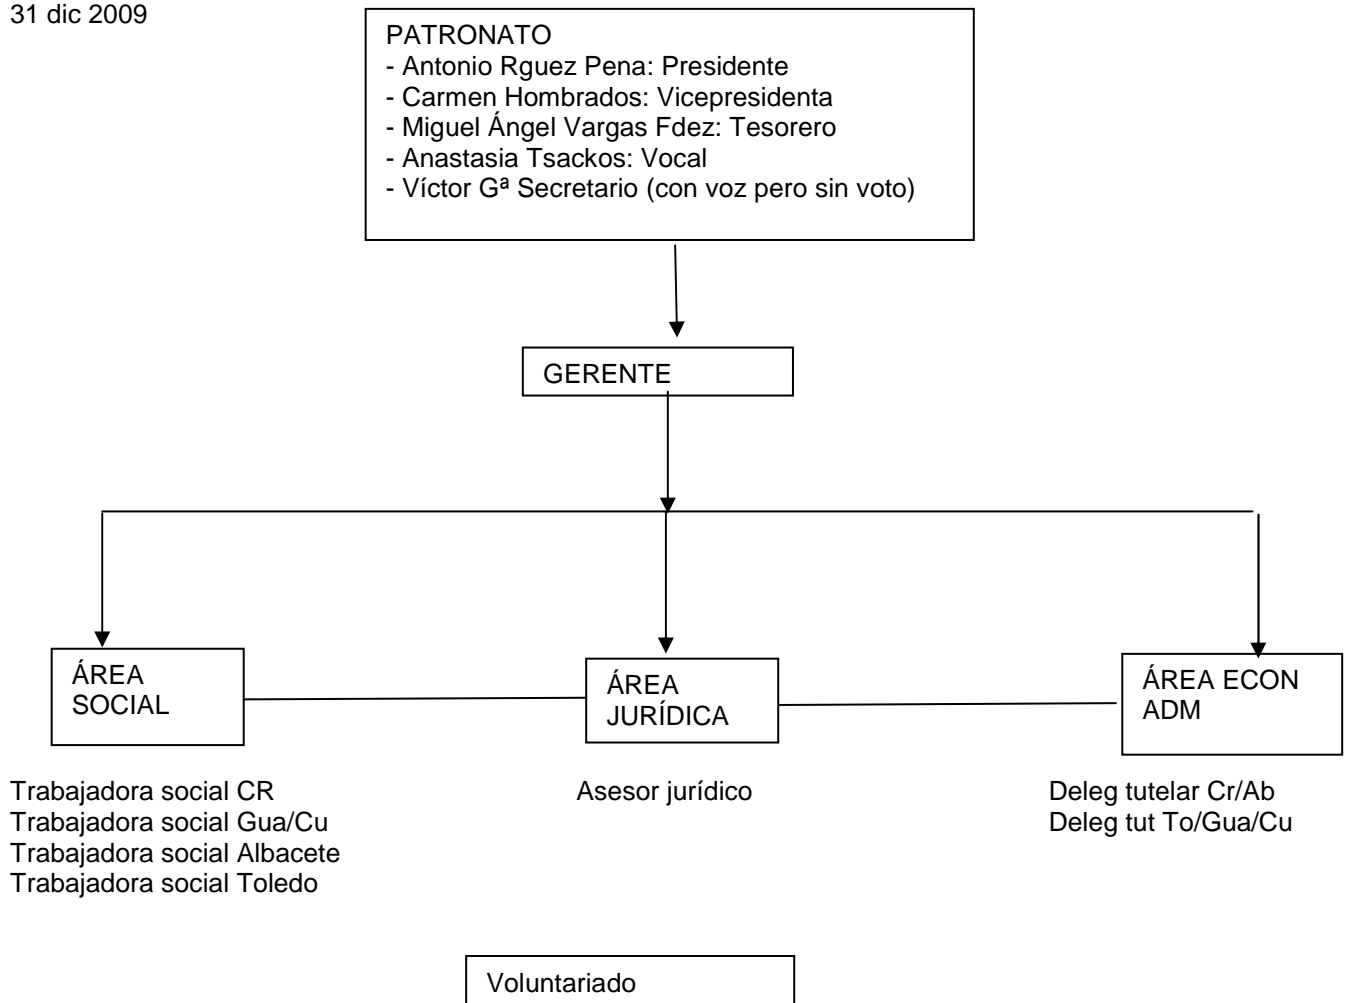 31 dic 2009
PATRONATO
- Antonio Rguez Pena: Presidente
- Carmen Hombrados: Vicepresidenta
- Miguel Ángel Vargas Fdez: Tesorero
- Anastasia Tsackos: Vocal
- Víctor Gª Secretario (con voz pero sin voto)
GERENTE
ÁREA
SOCIAL
ÁREA
JURÍDICA
ÁREA ECON
ADM
Trabajadora social CR
Trabajadora social Gua/Cu
Trabajadora social Albacete
Trabajadora social Toledo
Asesor jurídico
Deleg tutelar Cr/Ab
Deleg tut To/Gua/Cu
Voluntariado